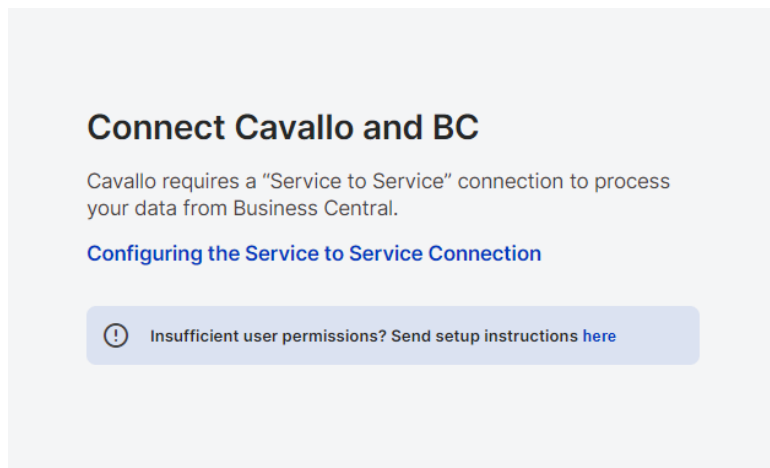 Connect Cavallo and BC
Cavallo requires a “Service to Service” connection to process
your data from Business Central.
Configuring the Service to Service Connection
Insufficient user permissions? Send setup instructions here